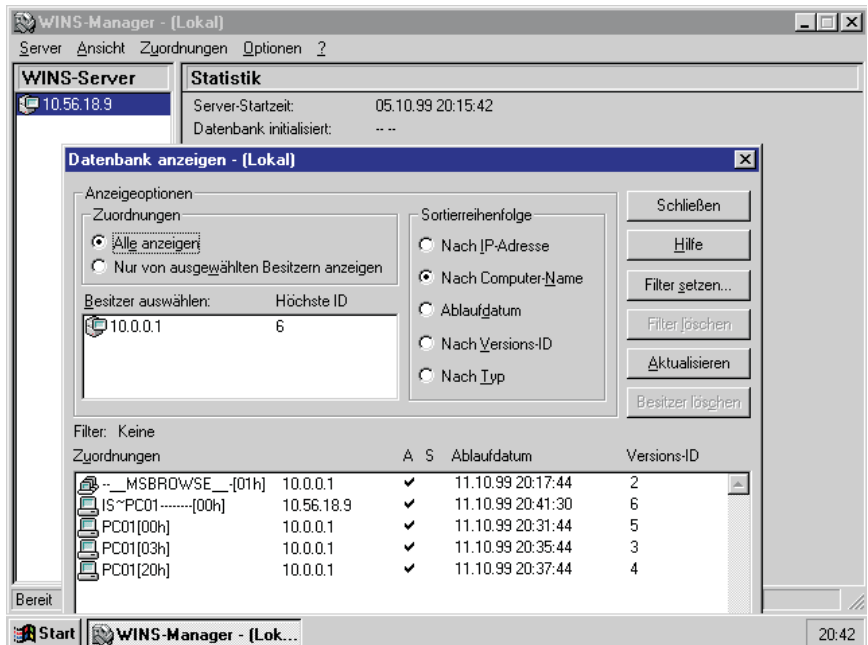 WINS-Manager - (Lokal)
Server Ansicht Zuordnungen Optionen ?
WINS-Server
Statistik
10.56.18.9
Server-Startzeit: 05.10.99 20:15:42
Datenbank initialisiert: -- --
Datenbank anzeigen - (Lokal)
Anzeigeoptionen
Zuordnungen
Alle anzeigen
Nur von ausgewählten Besitzern anzeigen
Besitzer auswählen: Höchste ID
10.0.0.1 6
Sortierreihenfolge
Nach IP-Adresse
Nach Computer-Name
Ablaufdatum
Nach Versions-ID
Nach Typ
Schließen
Hilfe
Filter setzen...
Filter löschen
Aktualisieren
Besitzer löschen
Filter: Keine
Zuordnungen A S Ablaufdatum Versions-ID
--__MSBROWSE__-[01h] 10.0.0.1 ✔ 11.10.99 20:17:44 2
IS~PC01--------[00h] 10.56.18.9 ✔ 11.10.99 20:41:30 6
PC01[00h] 10.0.0.1 ✔ 11.10.99 20:31:44 5
PC01[03h] 10.0.0.1 ✔ 11.10.99 20:35:44 3
PC01[20h] 10.0.0.1 ✔ 11.10.99 20:37:44 4
Bereit
Start WINS-Manager - (Lok... 20:42